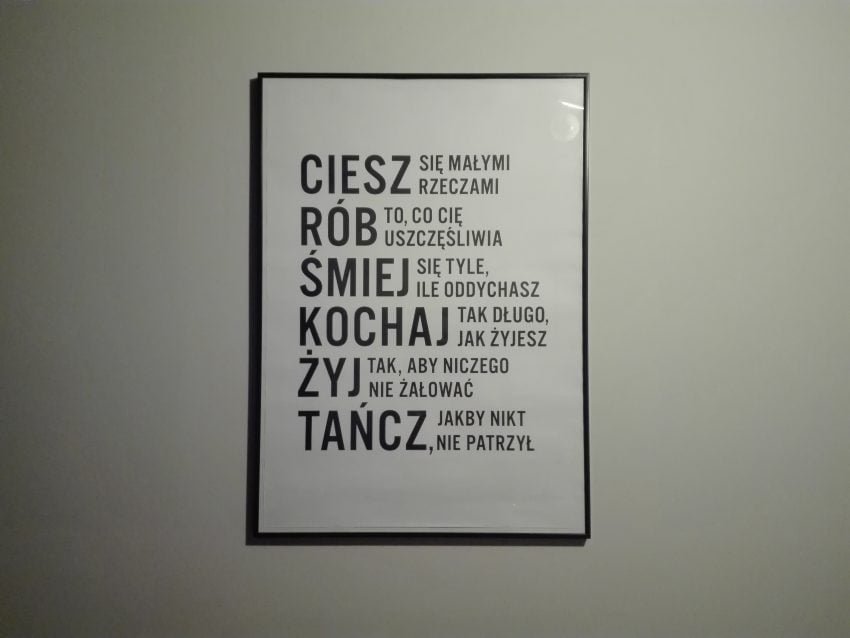 CIESZ SIĘ MAŁYMI
RZECZAMI
RÓB TO, CO CIĘ
USZCZĘŚLIWIA
ŚMIEJ SIĘ TYLE,
ILE ODDYCHASZ
KOCHAJ TAK DŁUGO,
JAK ŻYJESZ
ŻYJ TAK, ABY NICZEGO
NIE ŻAŁOWAĆ
TAŃCZ, JAKBY NIKT
NIE PATRZYŁ